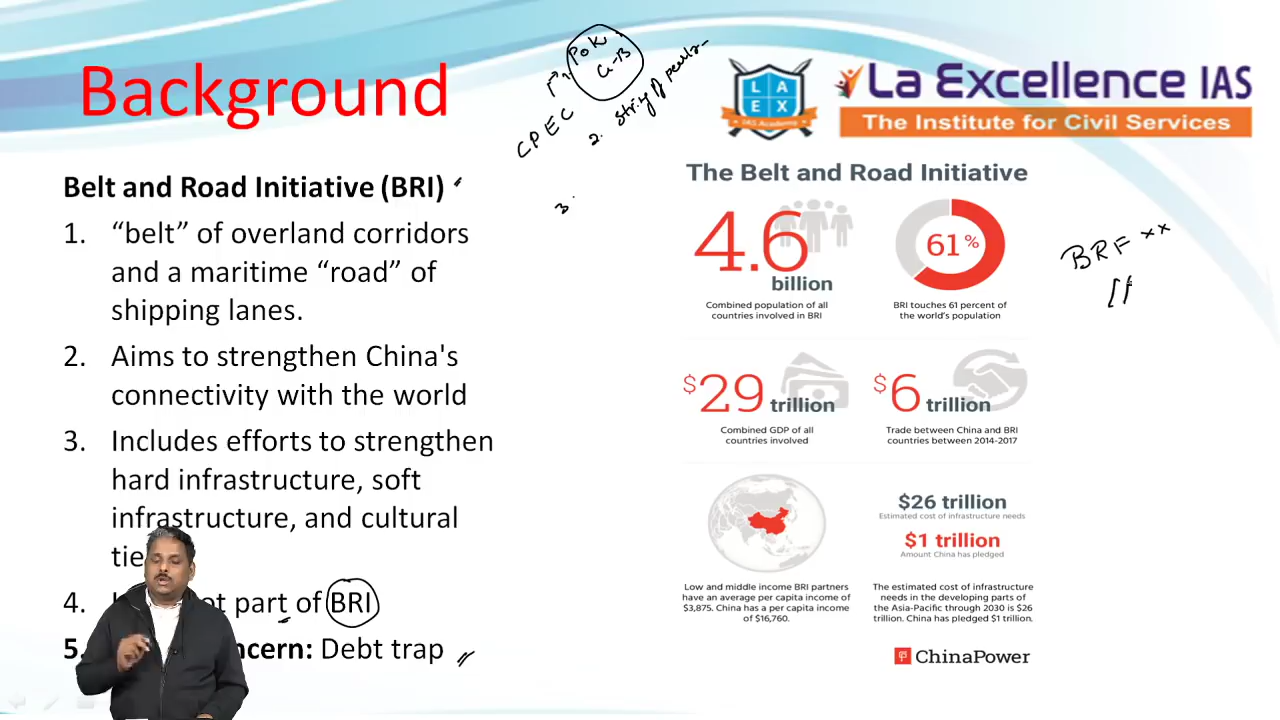 Background
Belt and Road Initiative (BRI)
1. “belt” of overland corridors
and a maritime “road” of
shipping lanes.
2. Aims to strengthen China's
connectivity with the world
3. Includes efforts to strengthen
hard infrastructure, soft
infrastructure, and cultural
4. part of BRI
5. Debt trap
CPEC
POK
G-B
2. string of pearls
3.
LAEX
IAS Academy
La Excellence IAS
The Institute for Civil Services
The Belt and Road Initiative
4.6
billion
Combined population of all
countries involved in BRI
61%
BRI touches 61 percent of
the world's population
$29 trillion
Combined GDP of all
countries involved
$6 trillion
Trade between China and BRI
countries between 2014-2017
Low and middle income BRI partners
have an average per capita income of
$3,875. China has a per capita income
of $16,760.
$26 trillion
Estimated cost of infrastructure needs
$1 trillion
Amount China has pledged
The estimated cost of infrastructure
needs in the developing parts of
the Asia-Pacific through 2030 is $26
trillion. China has pledged $1 trillion.
ChinaPower
BRF xx